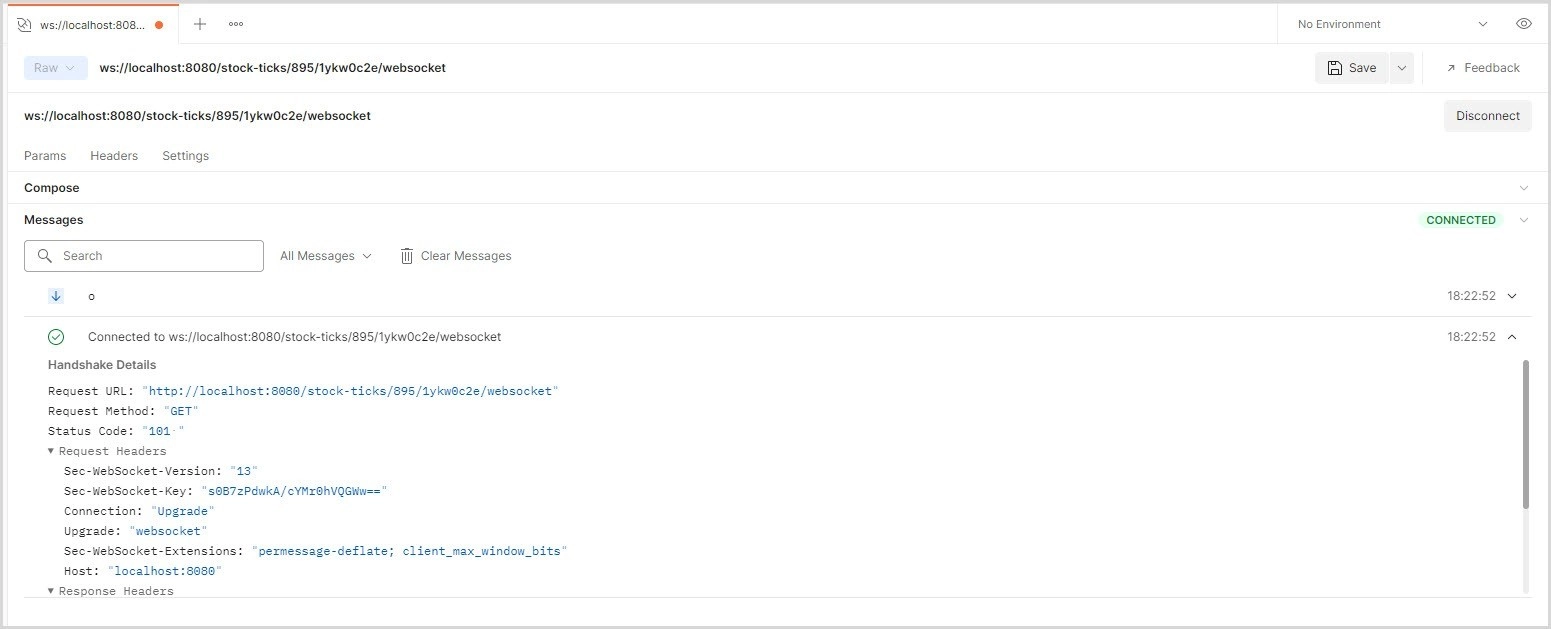 ws://localhost:808...
No Environment
Raw
ws://localhost:8080/stock-ticks/895/1ykw0c2e/websocket
Save
Feedback
ws://localhost:8080/stock-ticks/895/1ykw0c2e/websocket
Disconnect
Params Headers Settings
Compose
Messages
CONNECTED
Search
All Messages
Clear Messages
o
18:22:52
Connected to ws://localhost:8080/stock-ticks/895/1ykw0c2e/websocket
18:22:52
Handshake Details
Request URL: "http://localhost:8080/stock-ticks/895/1ykw0c2e/websocket"
Request Method: "GET"
Status Code: "101 "
Request Headers
Sec-WebSocket-Version: "13"
Sec-WebSocket-Key: "s0B7zPdwkA/cYMr0hVQGWw=="
Connection: "Upgrade"
Upgrade: "websocket"
Sec-WebSocket-Extensions: "permessage-deflate; client_max_window_bits"
Host: "localhost:8080"
Response Headers